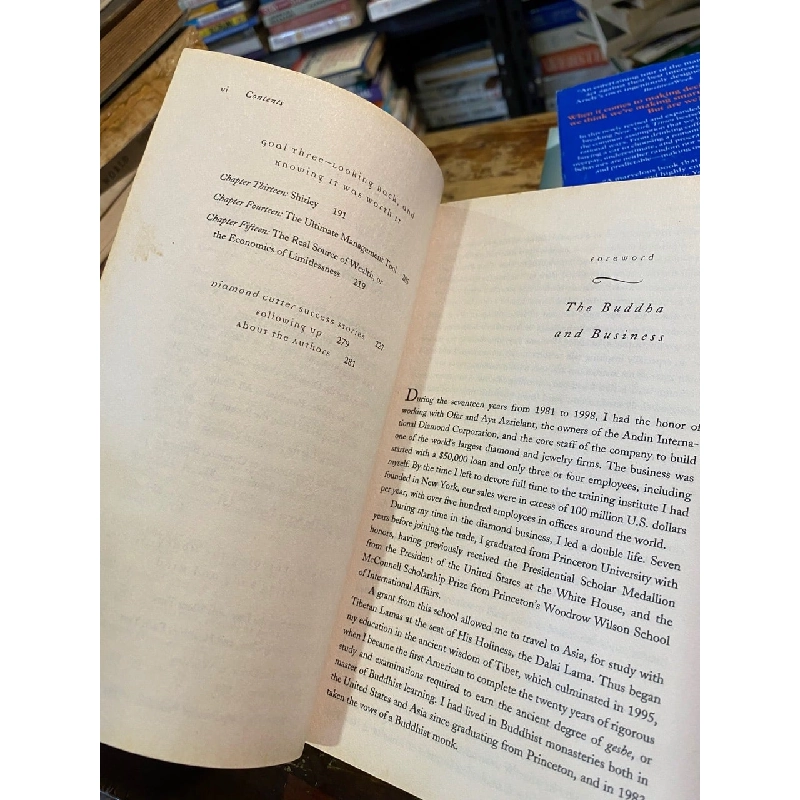 vi Contents
Goal Three—Looking Back, and
Knowing It Was Worth It
Chapter Thirteen: Shirley 191
Chapter Fourteen: The Ultimate Management Tool
Chapter Fifteen: The Real Source of Wealth, or
the Economics of Limitlessness 219
Diamond Cutter Success Stories 227
Following Up 279
About the Authors 281
Foreword
The Buddha
and Business
During the seventeen years from 1981 to 1998, I had the honor of
working with Ofer and Aya Azrielant, the owners of the Andin Interna-
tional Diamond Corporation, and the core staff of the company to build
one of the world's largest diamond and jewelry firms. The business was
started with a $50,000 loan and only three or four employees, including
myself. By the time I left to devote full time to the training institute I had
founded in New York, our sales were in excess of 100 million U.S. dollars
per year, with over five hundred employees in offices around the world.
During my time in the diamond business, I led a double life. Seven
years before joining the trade, I graduated from Princeton University with
honors, having previously received the Presidential Scholar Medallion
from the President of the United States at the White House, and the
McConnell Scholarship Prize from Princeton's Woodrow Wilson School
of International Affairs.
A grant from this school allowed me to travel to Asia, for study with
Tibetan Lamas at the seat of His Holiness, the Dalai Lama. Thus began
my education in the ancient wisdom of Tibet, which culminated in 1995,
when I became the first American to complete the twenty years of rigorous
study and examinations required to earn the ancient degree of geshe, or
master of Buddhist learning. I had lived in Buddhist monasteries both in
the United States and Asia since graduating from Princeton, and in 1983
taken the vows of a Buddhist monk.